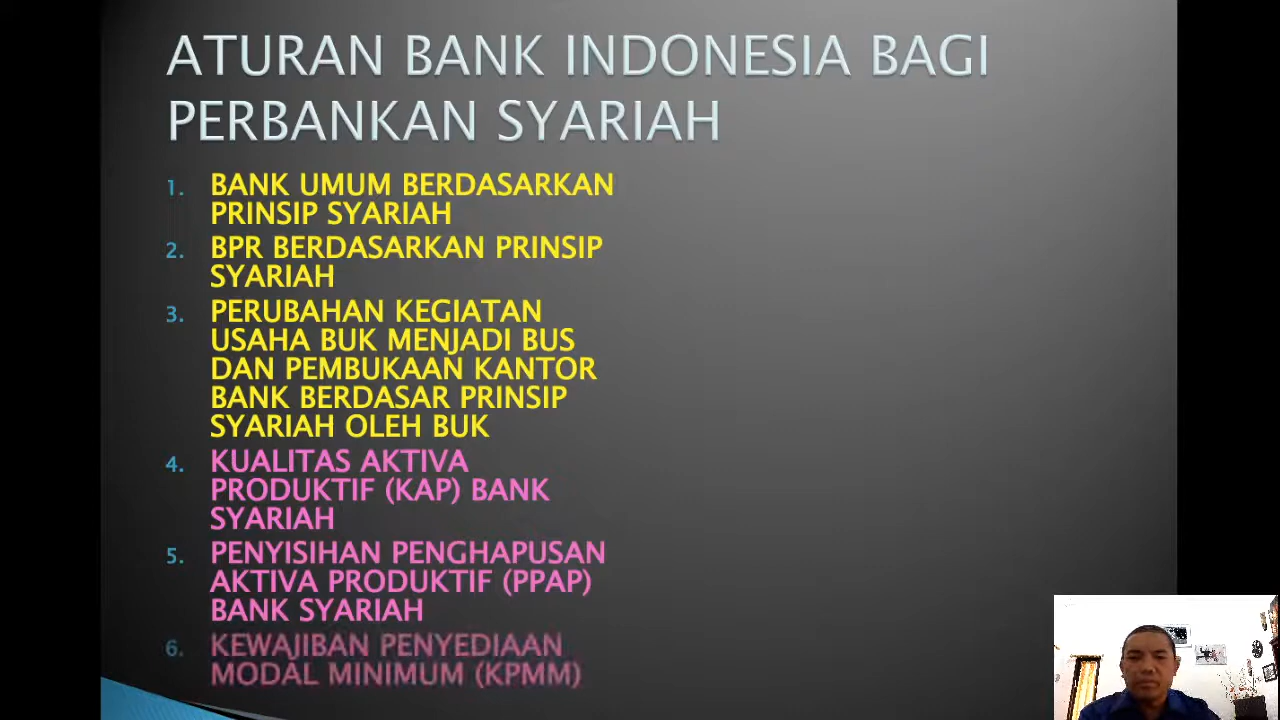 ATURAN BANK INDONESIA BAGI
PERBANKAN SYARIAH
1. BANK UMUM BERDASARKAN
PRINSIP SYARIAH
2. BPR BERDASARKAN PRINSIP
SYARIAH
3. PERUBAHAN KEGIATAN
USAHA BUK MENJADI BUS
DAN PEMBUKAAN KANTOR
BANK BERDASAR PRINSIP
SYARIAH OLEH BUK
4. KUALITAS AKTIVA
PRODUKTIF (KAP) BANK
SYARIAH
5. PENYISIHAN PENGHAPUSAN
AKTIVA PRODUKTIF (PPAP)
BANK SYARIAH
6. KEWAJIBAN PENYEDIAAN
MODAL MINIMUM (KPMM)